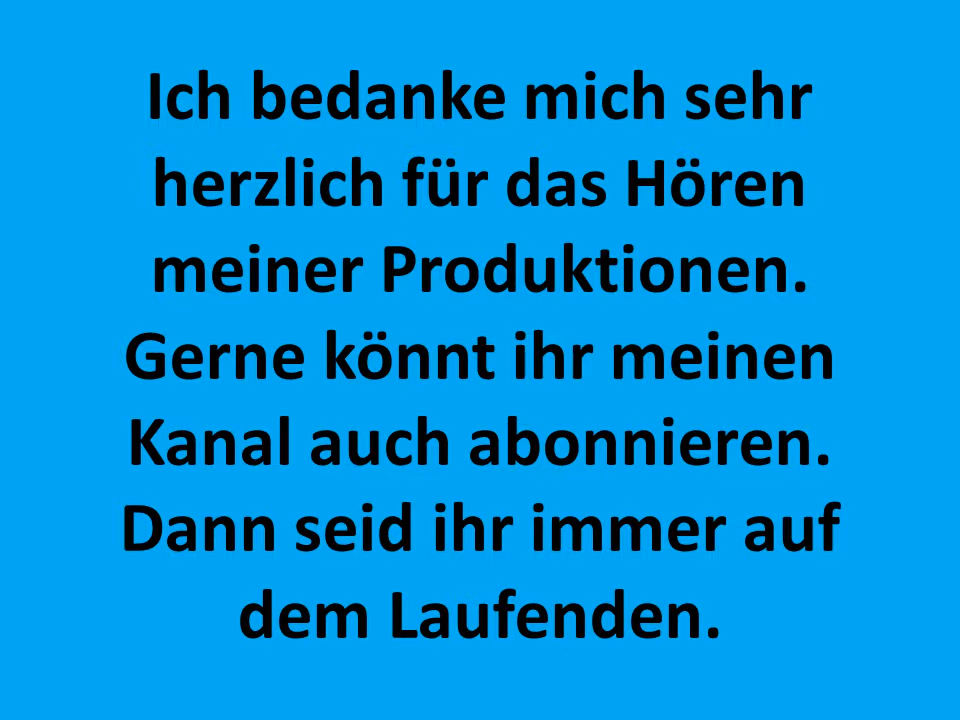 Ich bedanke mich sehr
herzlich für das Hören
meiner Produktionen.
Gerne könnt ihr meinen
Kanal auch abonnieren.
Dann seid ihr immer auf
dem Laufenden.